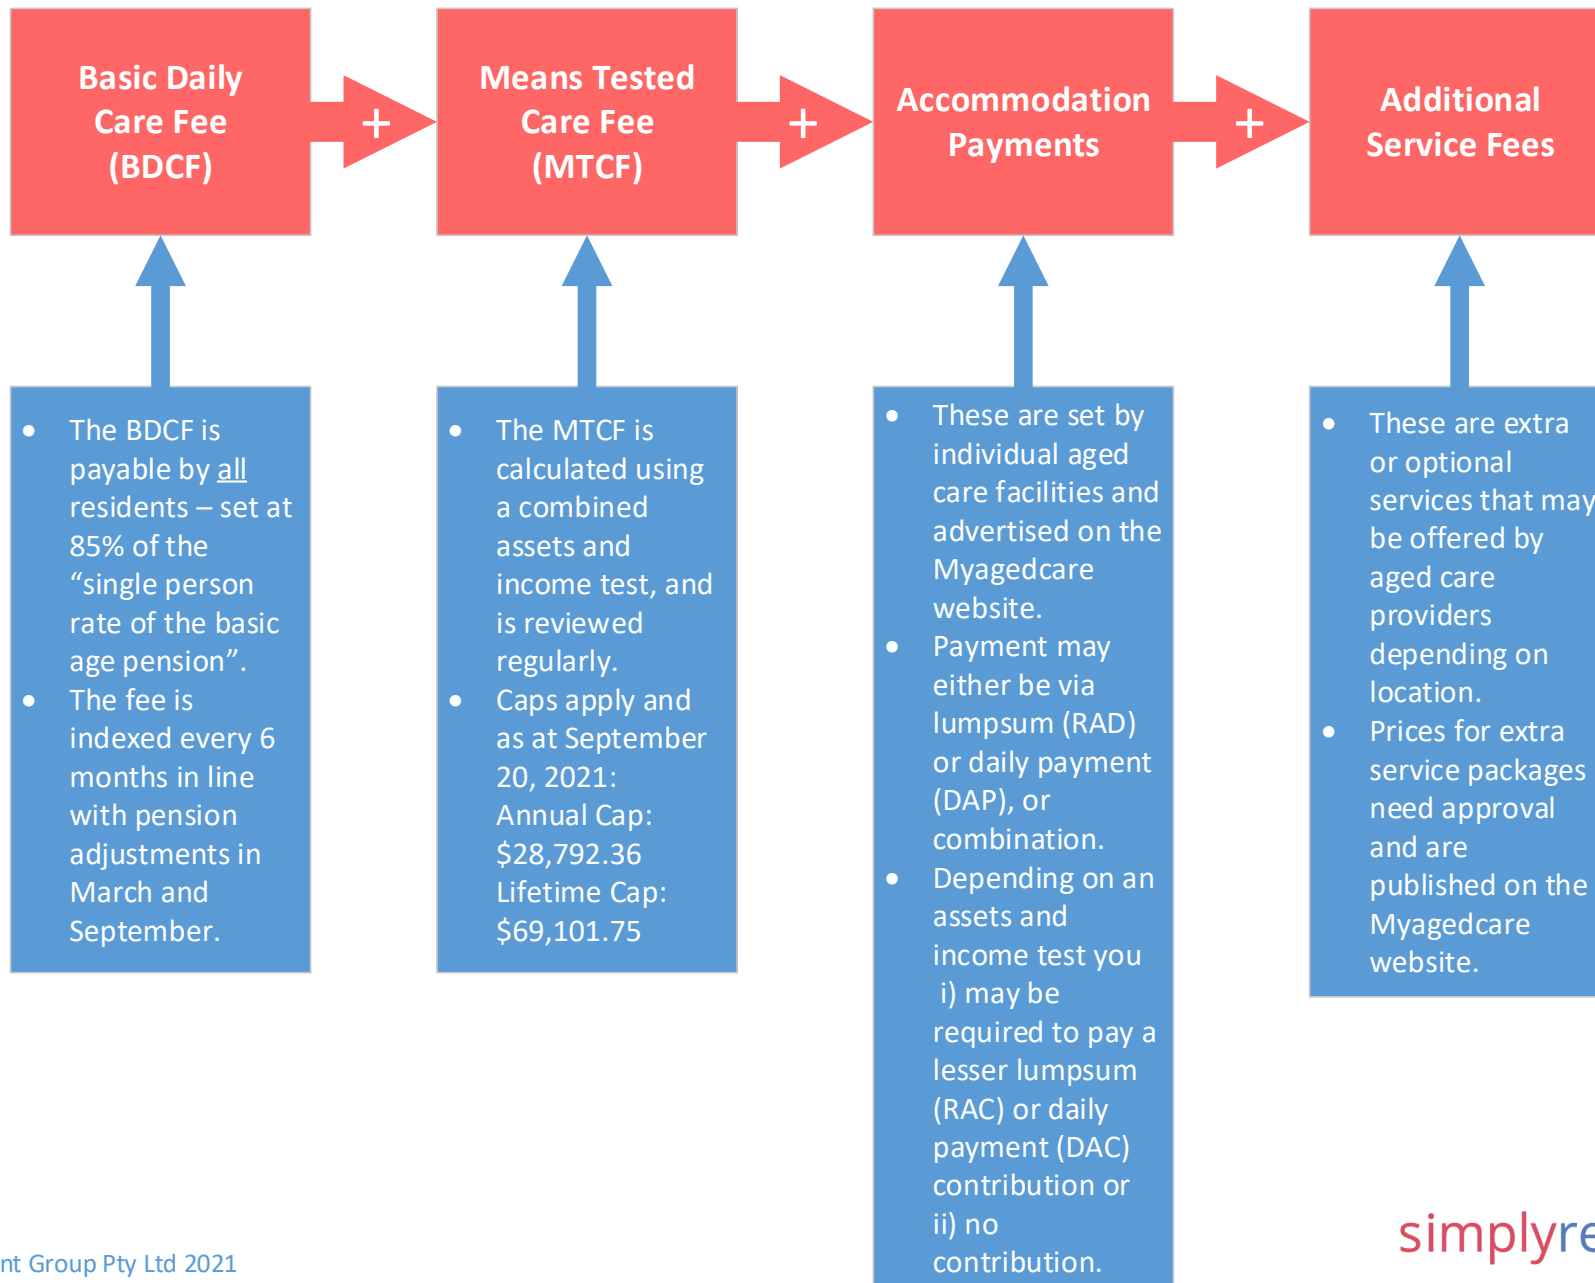 Basic Daily
Care Fee
(BDCF)
+
Means Tested
Care Fee
(MTCF)
+
Accommodation
Payments
+
Additional
Service Fees
• The BDCF is
payable by all
residents – set at
85% of the
“single person
rate of the basic
age pension”.
• The fee is
indexed every 6
months in line
with pension
adjustments in
March and
September.
• The MTCF is
calculated using
a combined
assets and
income test, and
is reviewed
regularly.
• Caps apply and
as at September
20, 2021:
Annual Cap:
$28,792.36
Lifetime Cap:
$69,101.75
• These are set by
individual aged
care facilities and
advertised on the
Myagedcare
website.
• Payment may
either be via
lumpsum (RAD)
or daily payment
(DAP), or
combination.
• Depending on an
assets and
income test you
i) may be
required to pay a
lesser lumpsum
(RAC) or daily
payment (DAC)
contribution or
ii) no
contribution.
• These are extra
or optional
services that may
be offered by
aged care
providers
depending on
location.
• Prices for extra
service packages
need approval
and are
published on the
Myagedcare
website.
nt Group Pty Ltd 2021
simplyre